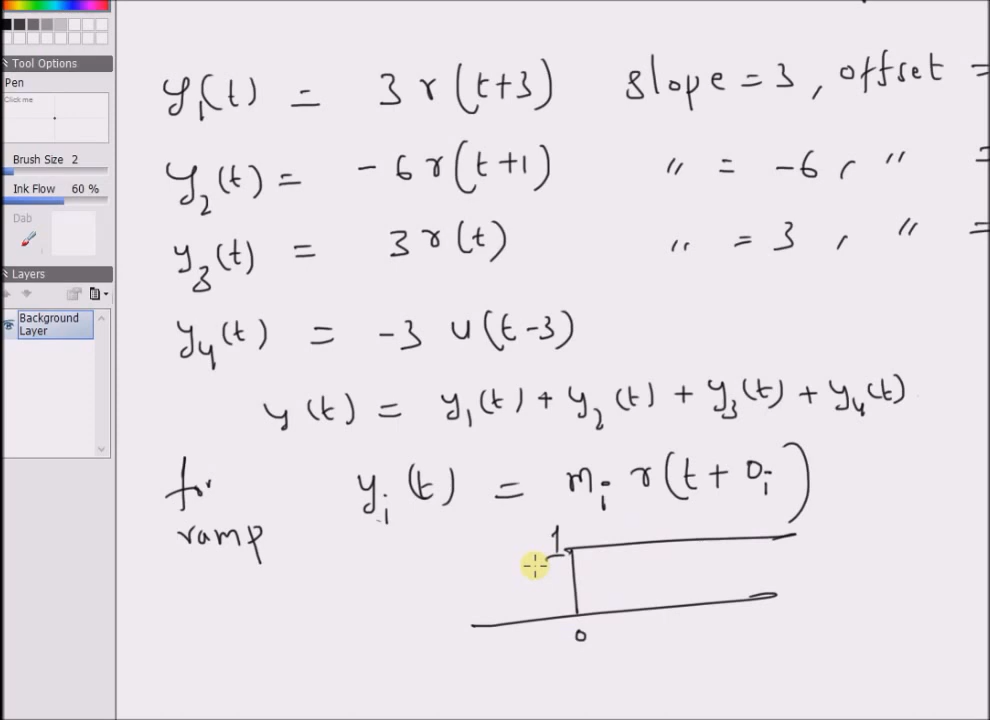 Tool Options
Pen
Click me
Brush Size 2
Ink Flow 60 %
Dab
Layers
Background
Layer
y₁(t) = 3 r(t+3) slope = 3, offset =
y₂(t) = -6 r(t+1) " = -6, " =
y₃(t) = 3 r(t) " = 3, " =
y₄(t) = -3 u(t-3)
y(t) = y₁(t) + y₂(t) + y₃(t) + y₄(t)
for yᵢ(t) = mᵢ r(t + Oᵢ)
ramp
1
0